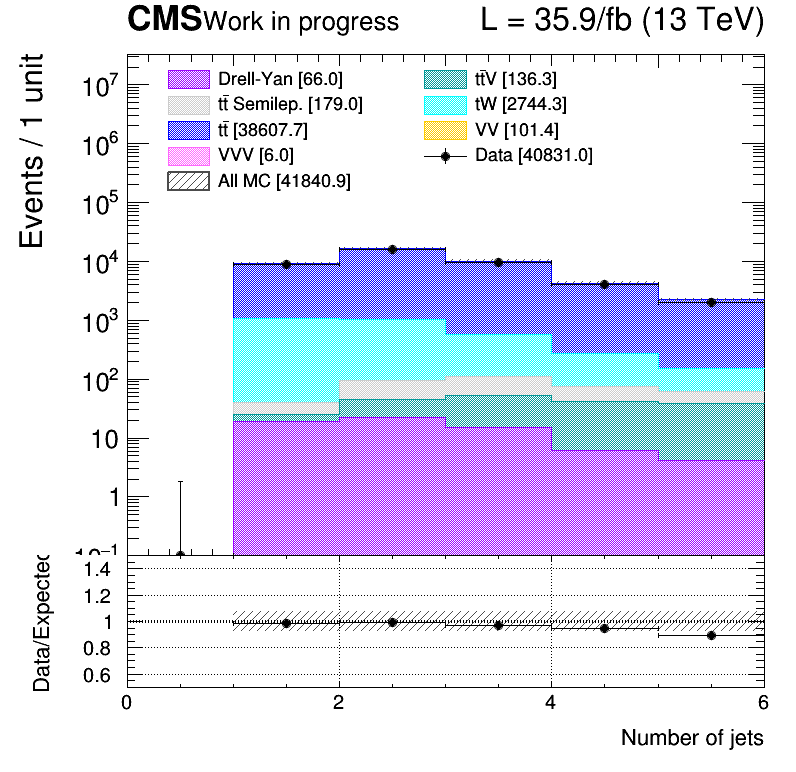 CMS Work in progress L = 35.9/fb (13 TeV)
Drell-Yan [66.0] tt̄V [136.3]
tt̄ Semilep. [179.0] tW [2744.3]
tt̄ [38607.7] VV [101.4]
VVV [6.0] Data [40831.0]
All MC [41840.9]
Events / 1 unit
10⁷
10⁶
10⁵
10⁴
10³
10²
10
1
10⁻¹
Data/Expected
1.4
1.2
1
0.8
0.6
0 2 4 6
Number of jets